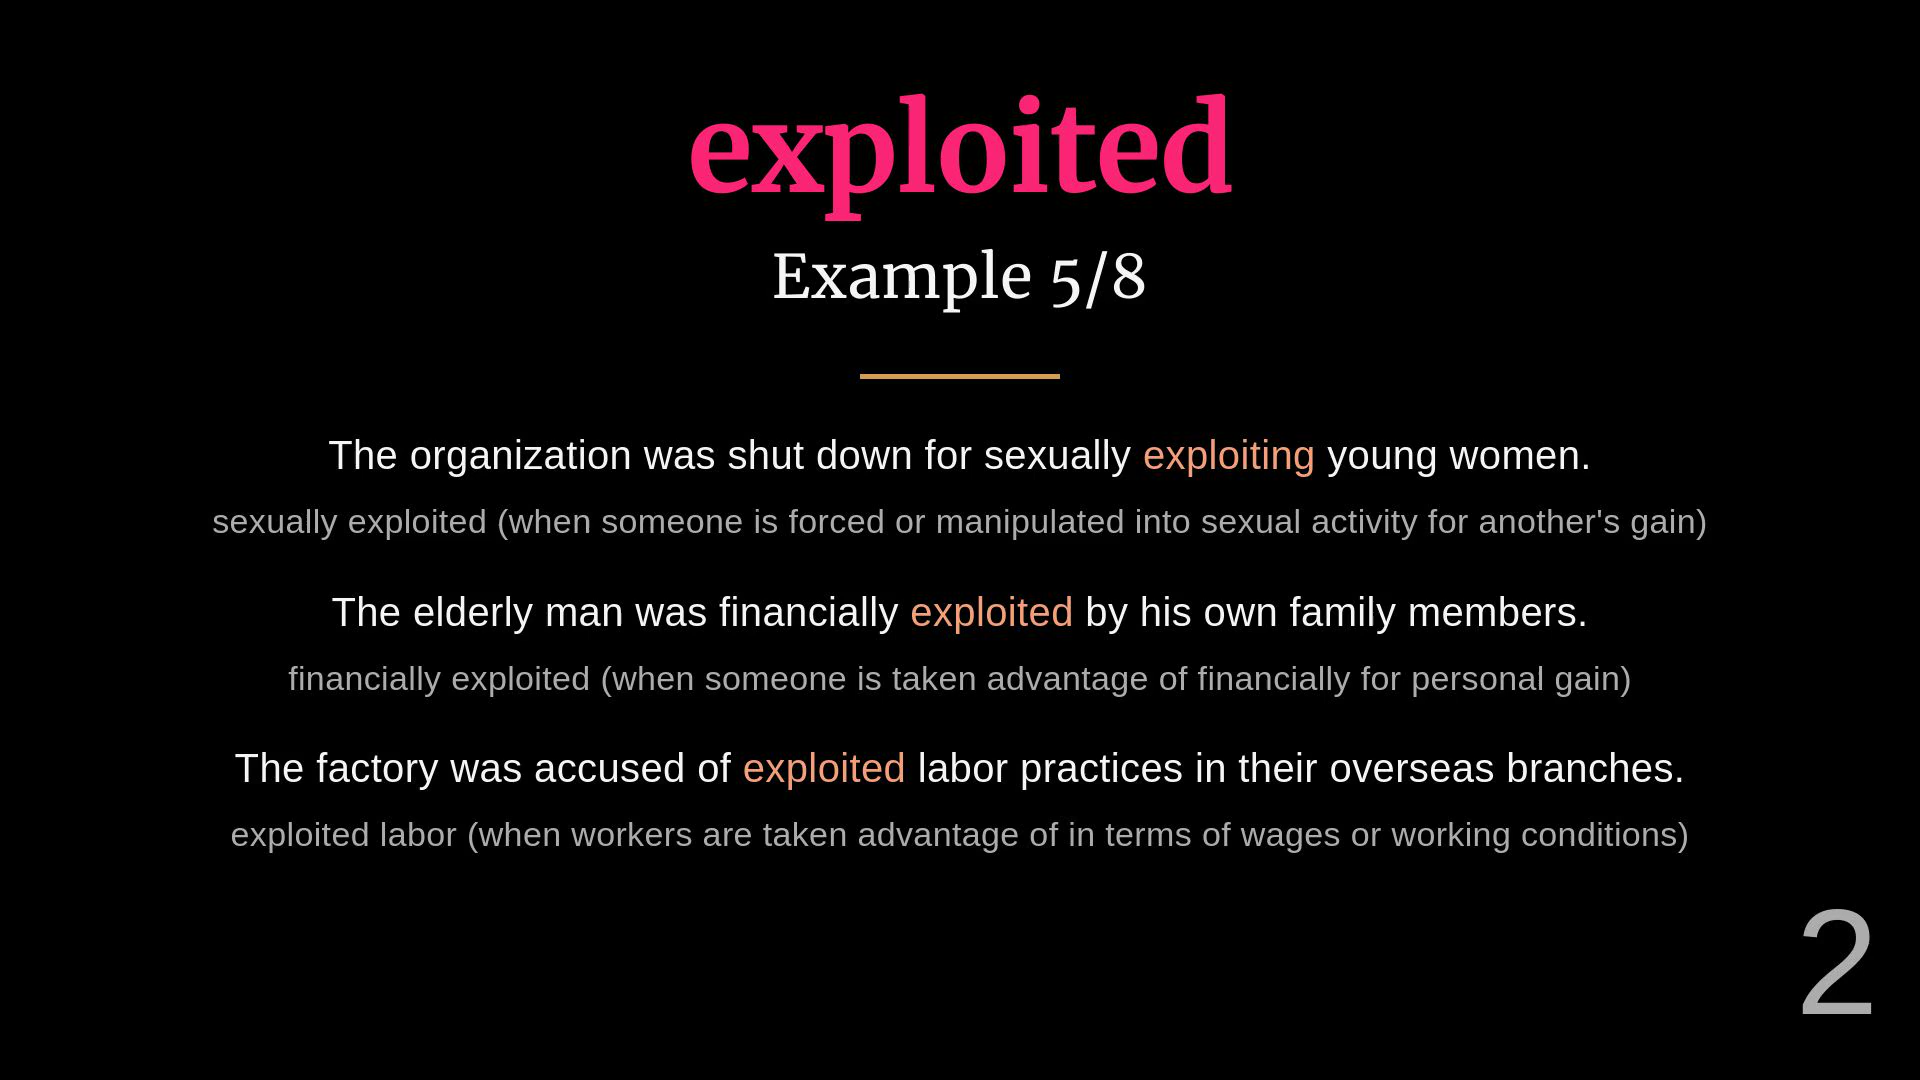 exploited
Example 5/8
The organization was shut down for sexually exploiting young women.
sexually exploited (when someone is forced or manipulated into sexual activity for another's gain)
The elderly man was financially exploited by his own family members.
financially exploited (when someone is taken advantage of financially for personal gain)
The factory was accused of exploited labor practices in their overseas branches.
exploited labor (when workers are taken advantage of in terms of wages or working conditions)
2